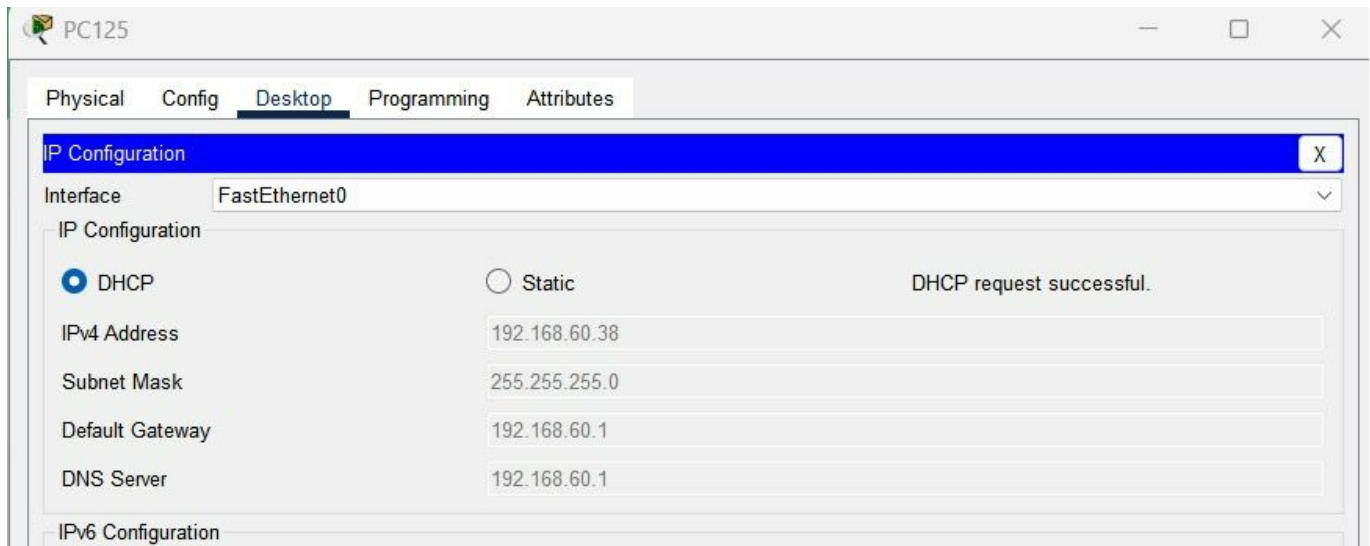 PC125
Physical Config Desktop Programming Attributes
IP Configuration X
Interface FastEthernet0
IP Configuration
DHCP Static DHCP request successful.
IPv4 Address 192.168.60.38
Subnet Mask 255.255.255.0
Default Gateway 192.168.60.1
DNS Server 192.168.60.1
IPv6 Configuration